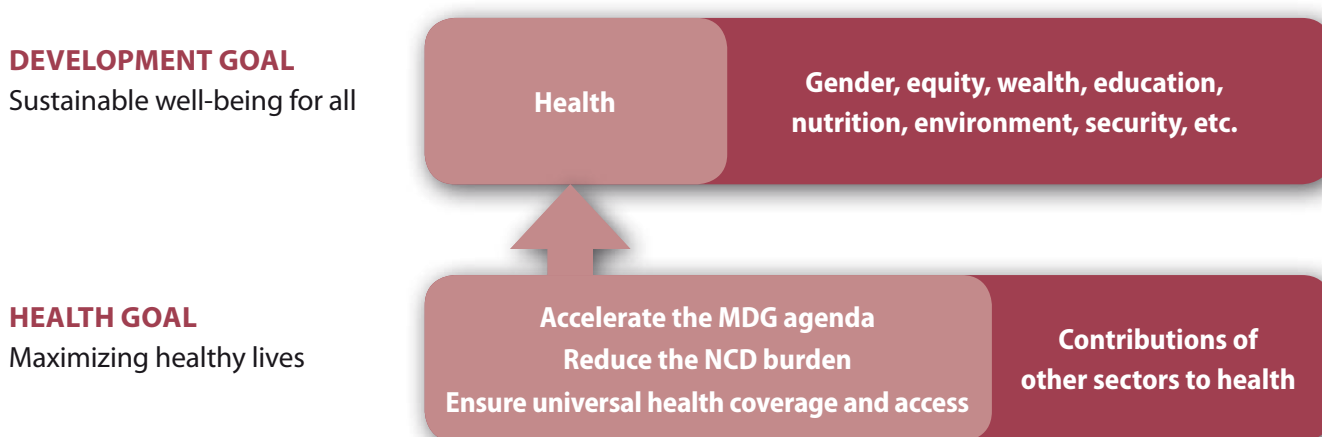 DEVELOPMENT GOAL
Sustainable well-being for all
Health
Gender, equity, wealth, education,
nutrition, environment, security, etc.
HEALTH GOAL
Maximizing healthy lives
Accelerate the MDG agenda
Reduce the NCD burden
Ensure universal health coverage and access
Contributions of
other sectors to health